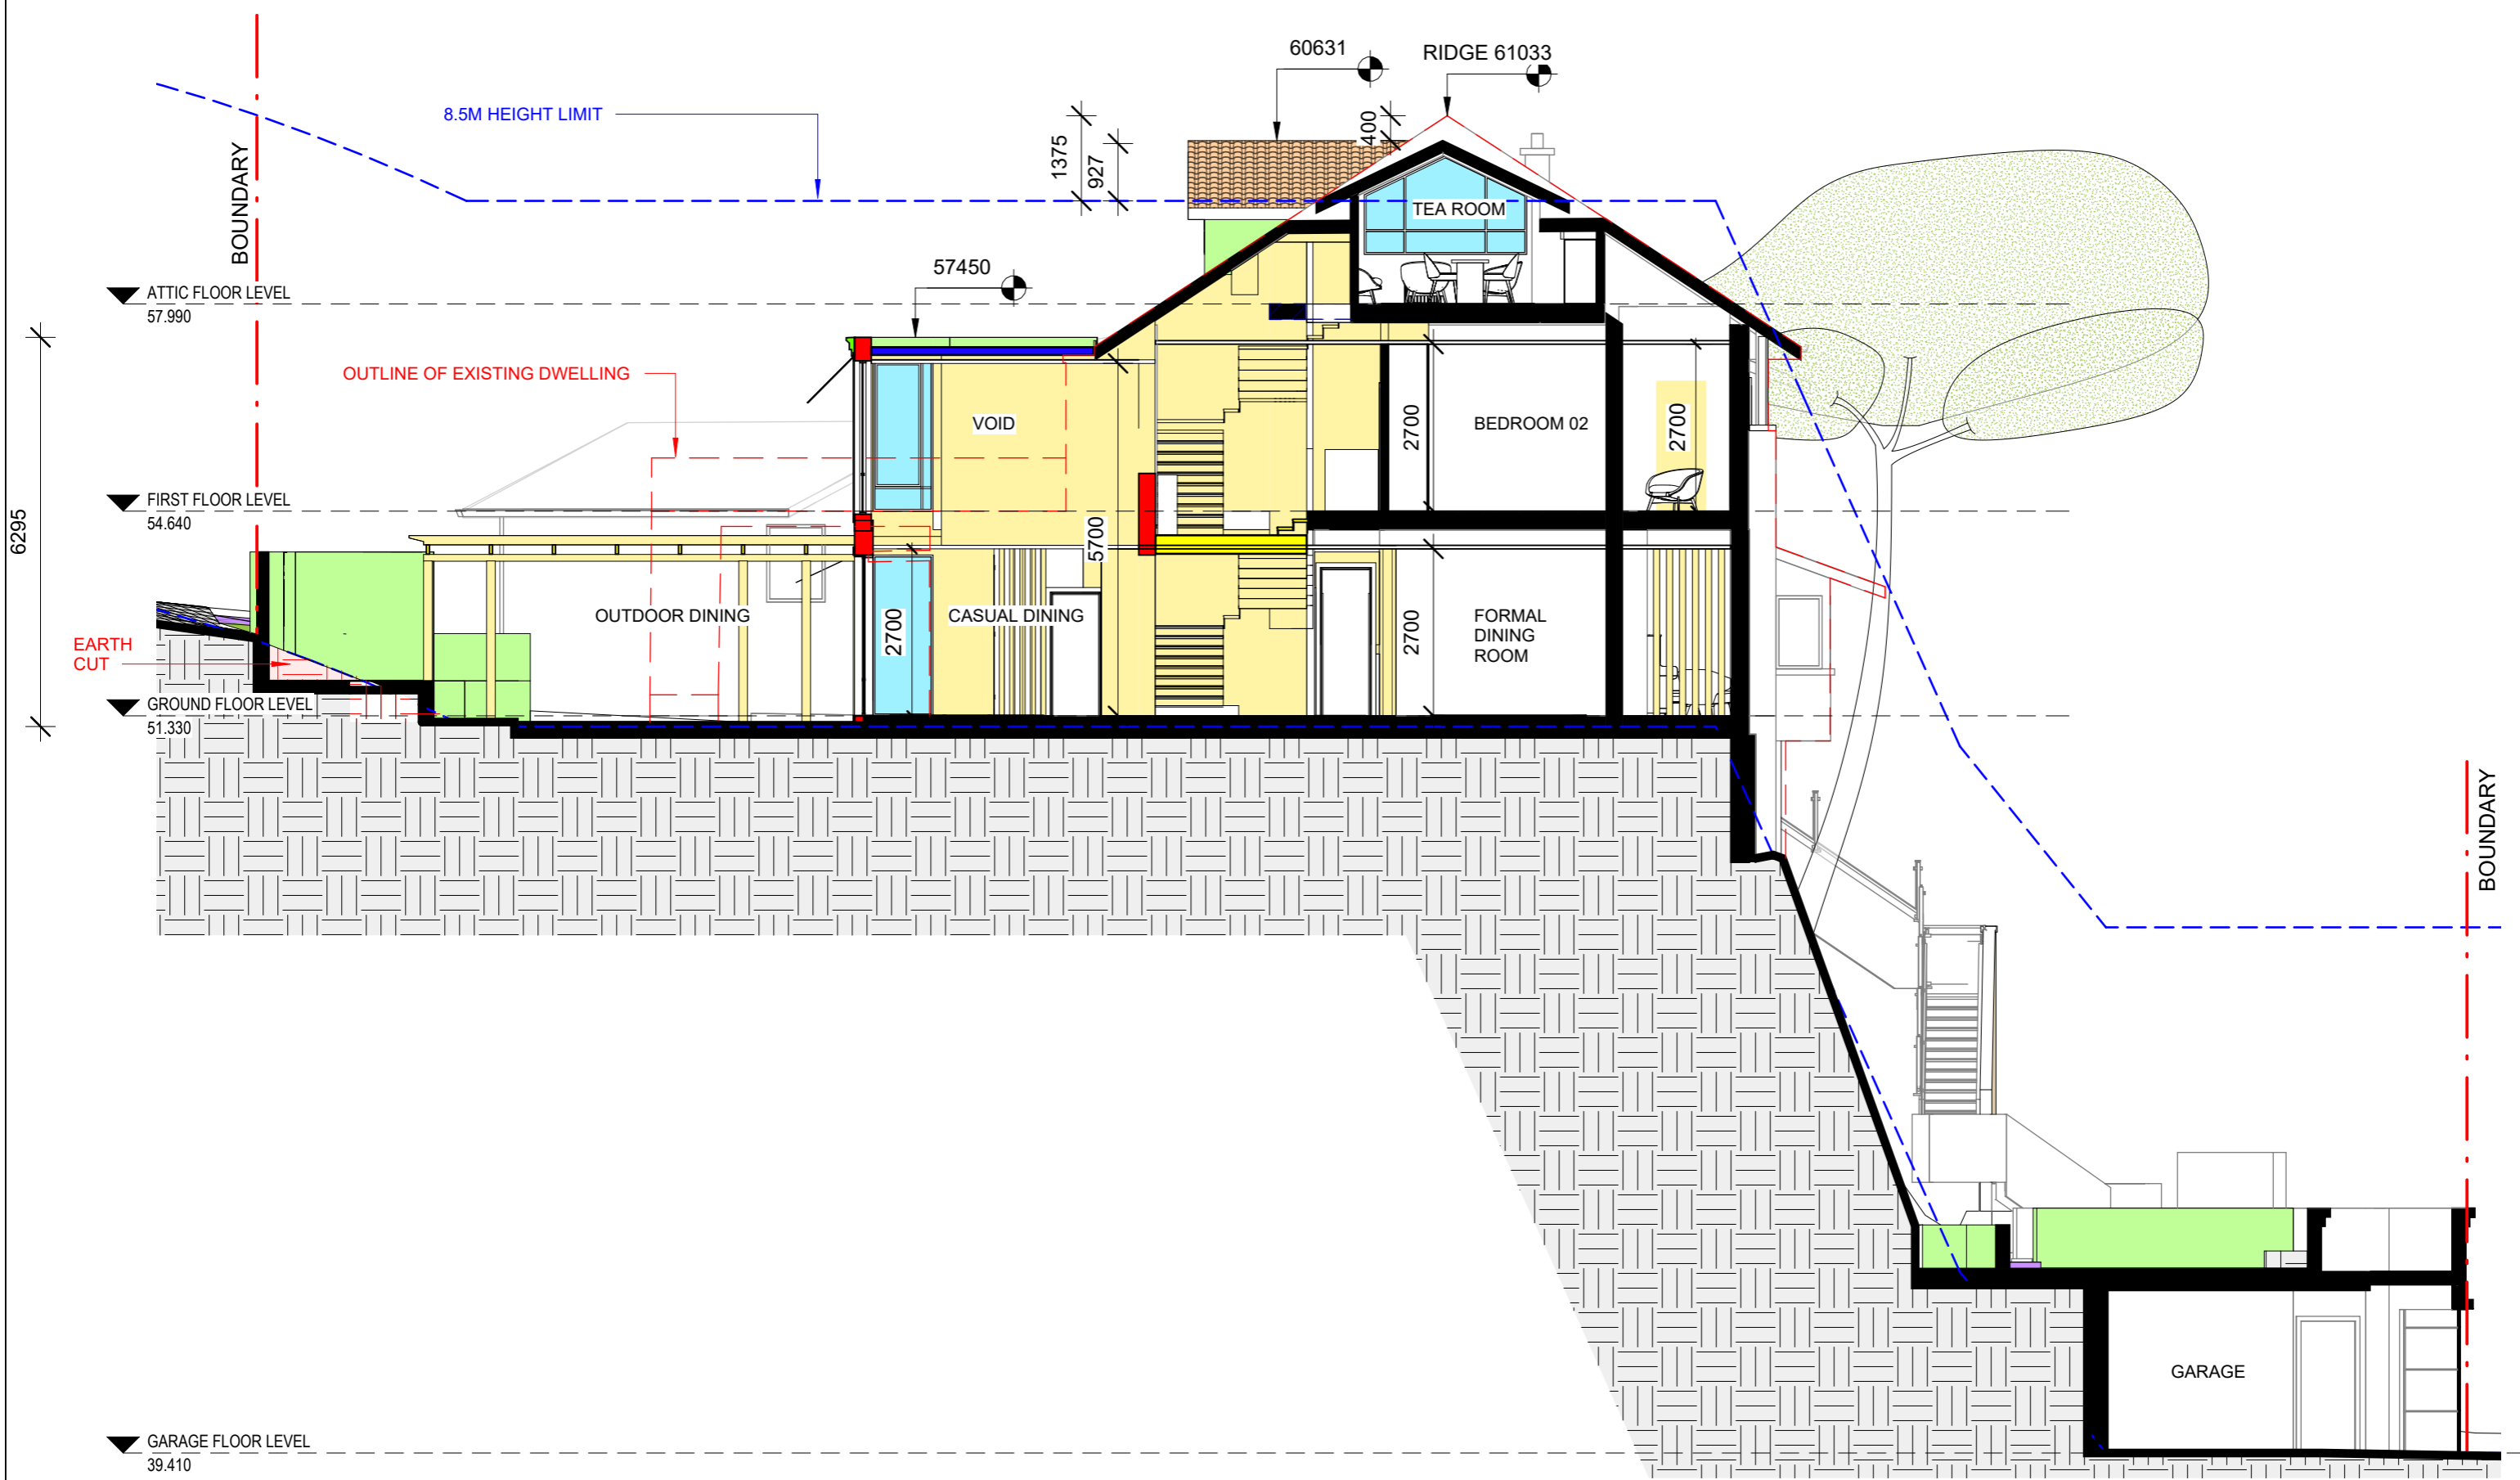 60631
RIDGE 61033
8.5M HEIGHT LIMIT
1375
927
400
BOUNDARY
TEA ROOM
57450
ATTIC FLOOR LEVEL
57.990
OUTLINE OF EXISTING DWELLING
VOID
2700
BEDROOM 02
2700
FIRST FLOOR LEVEL
54.640
6295
5700
OUTDOOR DINING
2700
CASUAL DINING
2700
FORMAL
DINING
ROOM
EARTH
CUT
GROUND FLOOR LEVEL
51.330
BOUNDARY
GARAGE
GARAGE FLOOR LEVEL
39.410